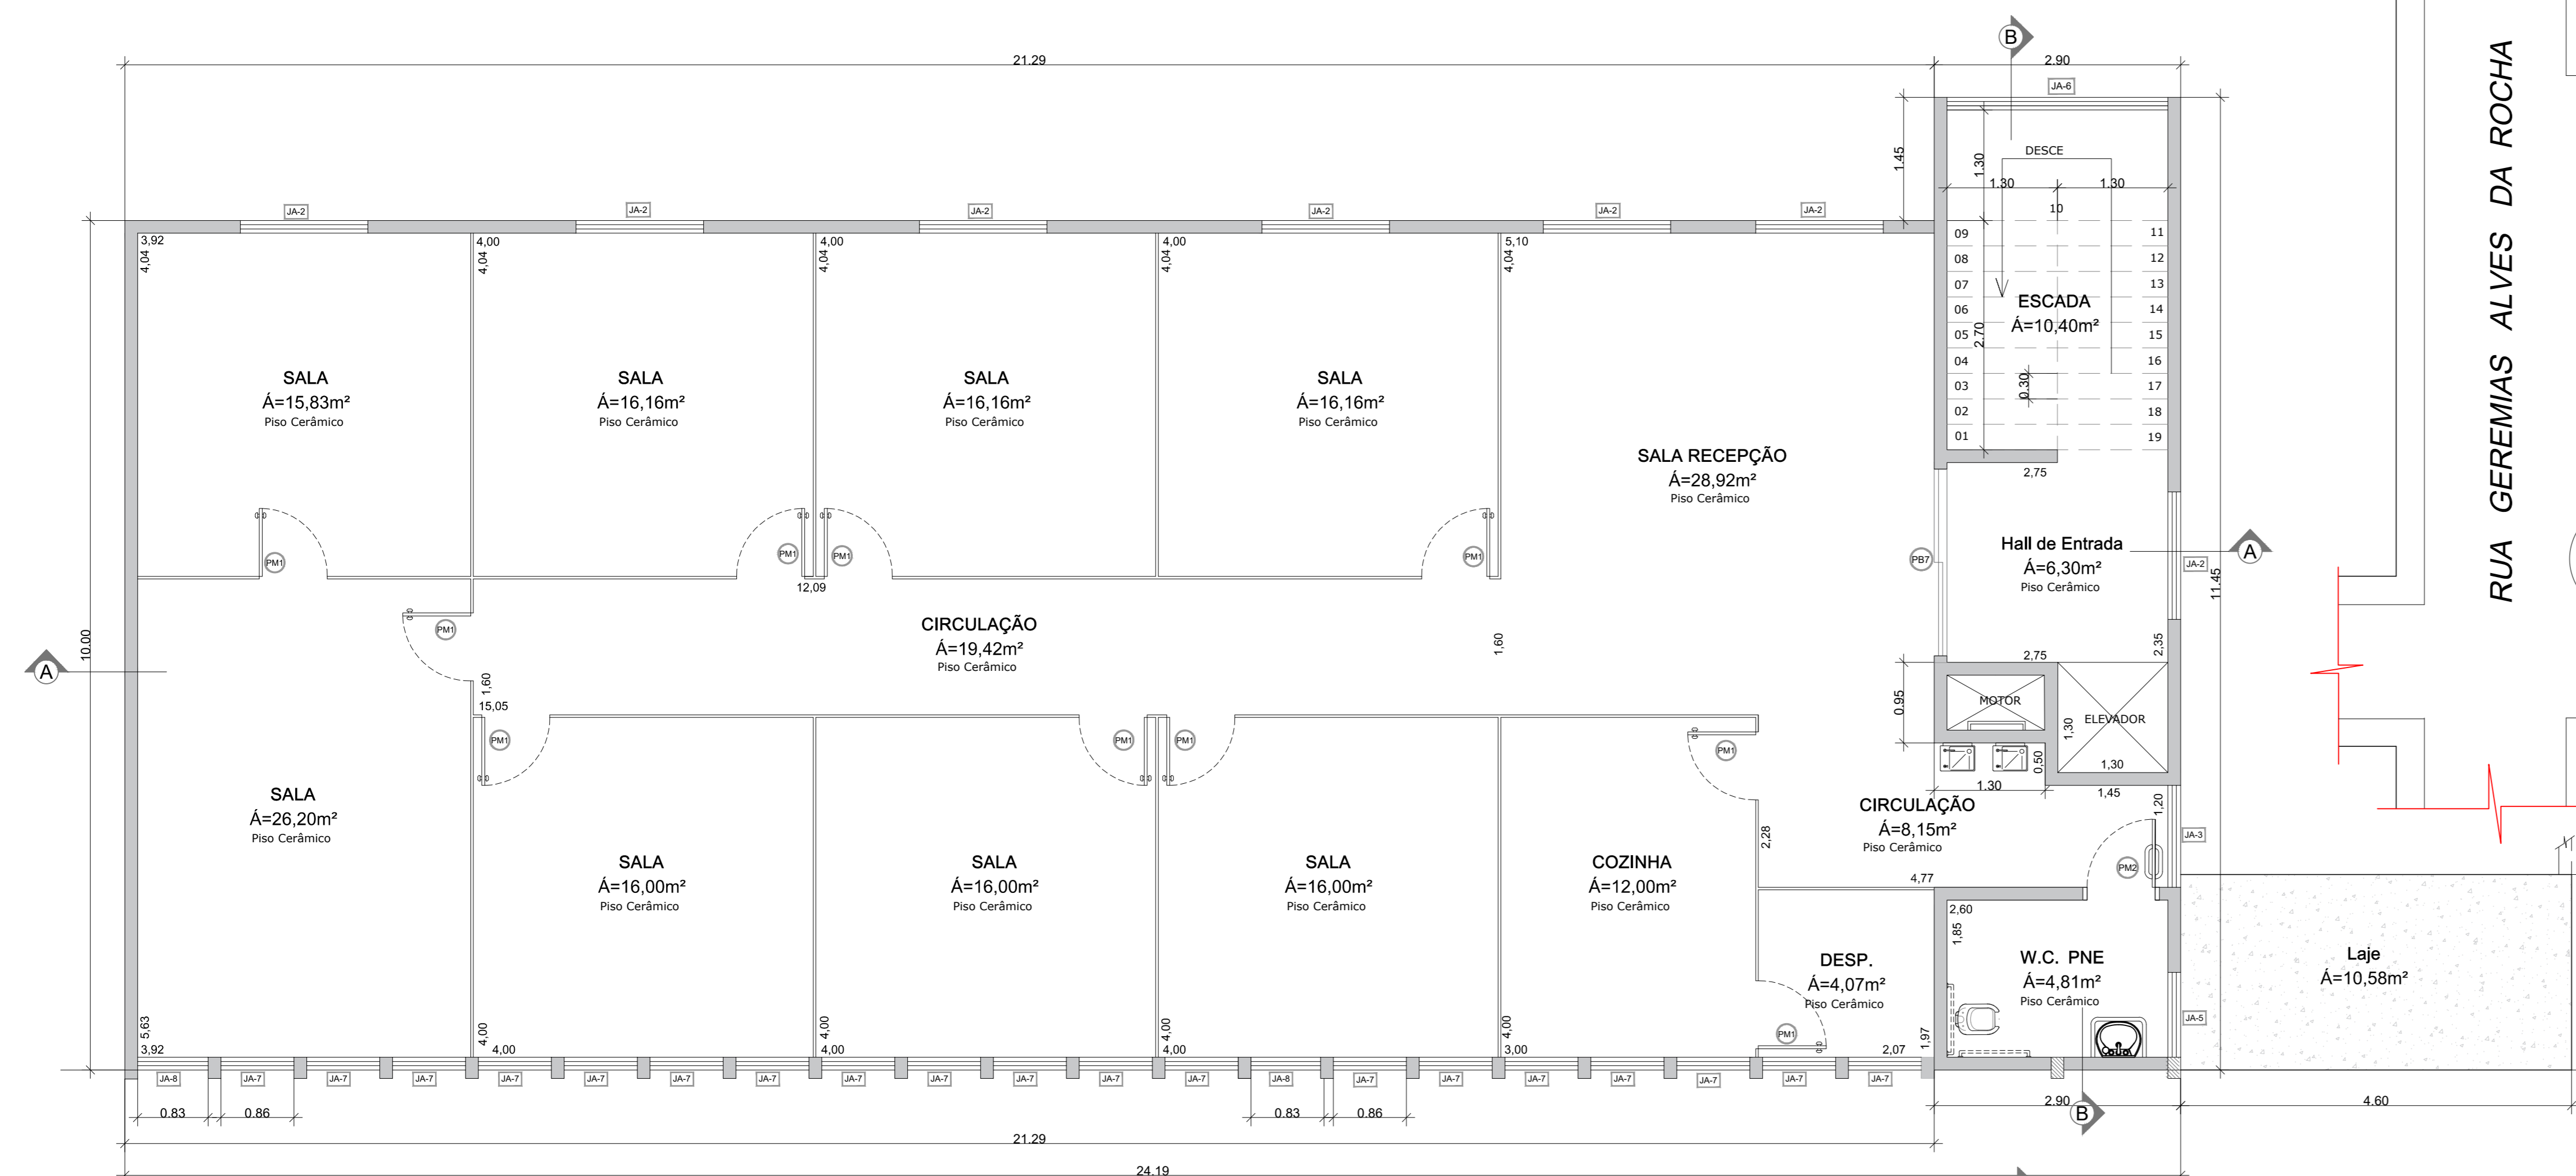 B
21.29
2.90
JA-6
RUA GEREMIAS ALVES DA ROCHA
1.45
1.30
DESCE
1.30
1.30
10
JA-2
JA-2
JA-2
JA-2
JA-2
JA-2
3,92
4,04
4,00
4,04
4,00
4,04
4,00
4,04
5,10
4,04
09
08
07
06
05
04
03
02
01
11
12
13
14
15
16
17
18
19
2.70
0.30
ESCADA
Á=10,40m²
SALA
Á=15,83m²
Piso Cerâmico
SALA
Á=16,16m²
Piso Cerâmico
SALA
Á=16,16m²
Piso Cerâmico
SALA
Á=16,16m²
Piso Cerâmico
SALA RECEPÇÃO
Á=28,92m²
Piso Cerâmico
2,75
Hall de Entrada
Á=6,30m²
Piso Cerâmico
PB7
JA-2
A
11.45
PM1
PM1
PM1
PM1
12,09
10.00
A
PM1
CIRCULAÇÃO
Á=19,42m²
Piso Cerâmico
1,60
2,75
2,35
1,60
15,05
0.95
MOTOR
ELEVADOR
1,30
1,30
0,50
1.30
1,45
1,20
PM1
PM1
PM1
PM1
SALA
Á=26,20m²
Piso Cerâmico
CIRCULAÇÃO
Á=8,15m²
Piso Cerâmico
2,28
4,77
JA-3
PM2
SALA
Á=16,00m²
Piso Cerâmico
SALA
Á=16,00m²
Piso Cerâmico
SALA
Á=16,00m²
Piso Cerâmico
COZINHA
Á=12,00m²
Piso Cerâmico
DESP.
Á=4,07m²
Piso Cerâmico
PM1
2,60
1,85
W.C. PNE
Á=4,81m²
Piso Cerâmico
JA-5
Laje
Á=10,58m²
5,63
3,92
4,00
4,00
4,00
4,00
4,00
4,00
4,00
3,00
2,07
1,97
JA-8
JA-7
JA-7
JA-7
JA-7
JA-7
JA-7
JA-7
JA-7
JA-7
JA-7
JA-7
JA-7
JA-8
JA-7
JA-7
JA-7
JA-7
JA-7
JA-7
JA-7
0.83
0.86
0.83
0.86
2.90
B
4.60
21.29
24.19